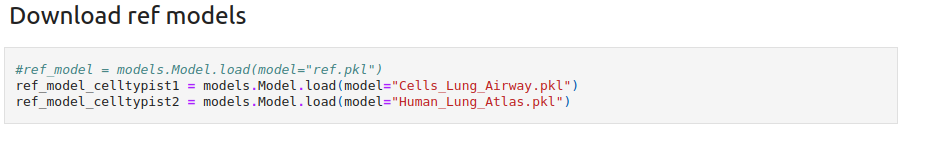 Download ref models
#ref_model = models.Model.load(model="ref.pkl")
ref_model_celltypist1 = models.Model.load(model="Cells_Lung_Airway.pkl")
ref_model_celltypist2 = models.Model.load(model="Human_Lung_Atlas.pkl")